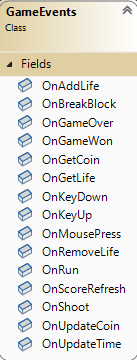 GameEvents
Class
Fields
OnAddLife
OnBreakBlock
OnGameOver
OnGameWon
OnGetCoin
OnGetLife
OnKeyDown
OnKeyUp
OnMousePress
OnRemoveLife
OnRun
OnScoreRefresh
OnShoot
OnUpdateCoin
OnUpdateTime